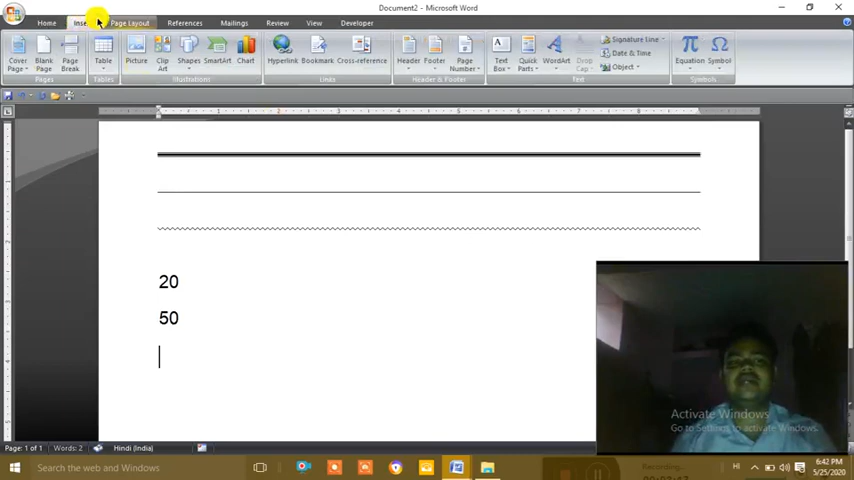 Document2 - Microsoft Word
Home Inse Page Layout References Mailings Review View Developer
Cover Page Blank Page Page Break Table Picture Clip Art Shapes SmartArt Chart Hyperlink Bookmark Cross-reference Header Footer Page Number Text Box Quick Parts WordArt Drop Cap Signature Line Date & Time Object Equation Symbol
Pages Tables Illustrations Links Header & Footer Text Symbols
20
50
Activate Windows
Go to Settings to activate Windows.
Page: 1 of 1 Words: 2 Hindi (India)
Search the web and Windows
Recording...
HI 6:42 PM
5/25/2020